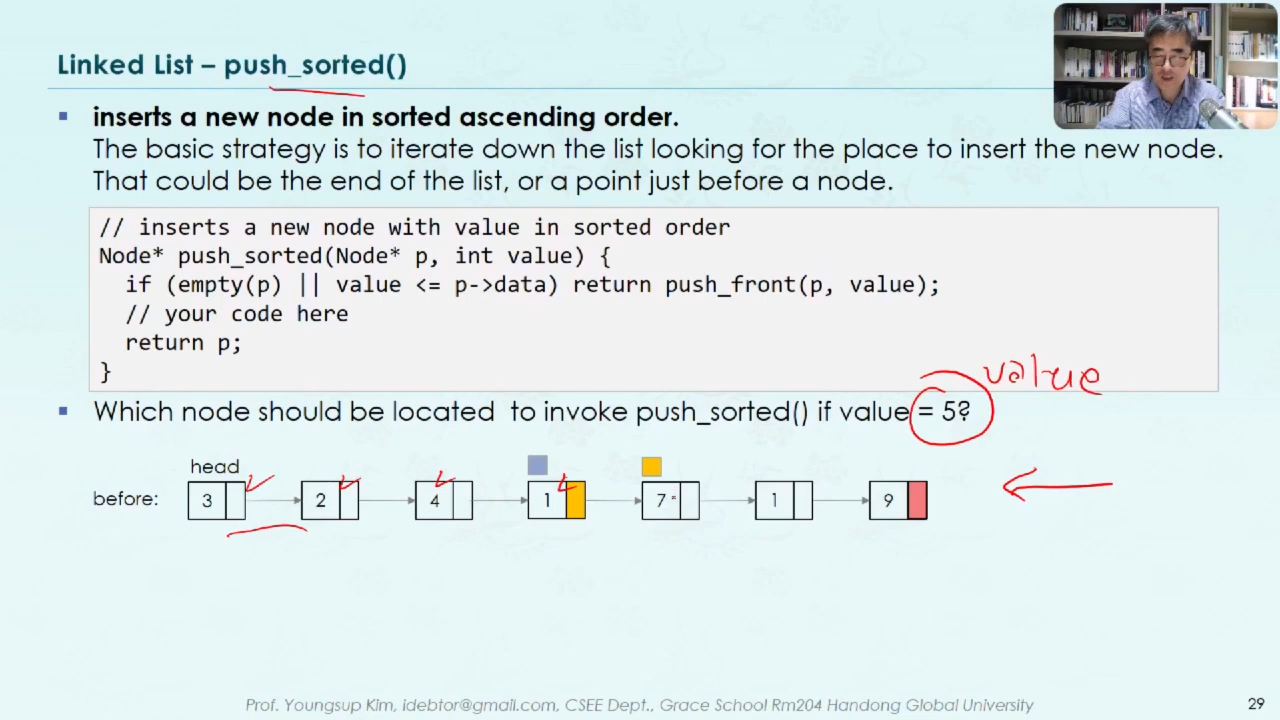 Linked List – push_sorted()
▪ inserts a new node in sorted ascending order.
The basic strategy is to iterate down the list looking for the place to insert the new node.
That could be the end of the list, or a point just before a node.
// inserts a new node with value in sorted order
Node* push_sorted(Node* p, int value) {
if (empty(p) || value <= p->data) return push_front(p, value);
// your code here
return p;
}
value
▪ Which node should be located to invoke push_sorted() if value = 5?
head
before: 3 2 4 1 7 1 9
Prof. Youngsup Kim, idebtor@gmail.com, CSEE Dept., Grace School Rm204 Handong Global University
29